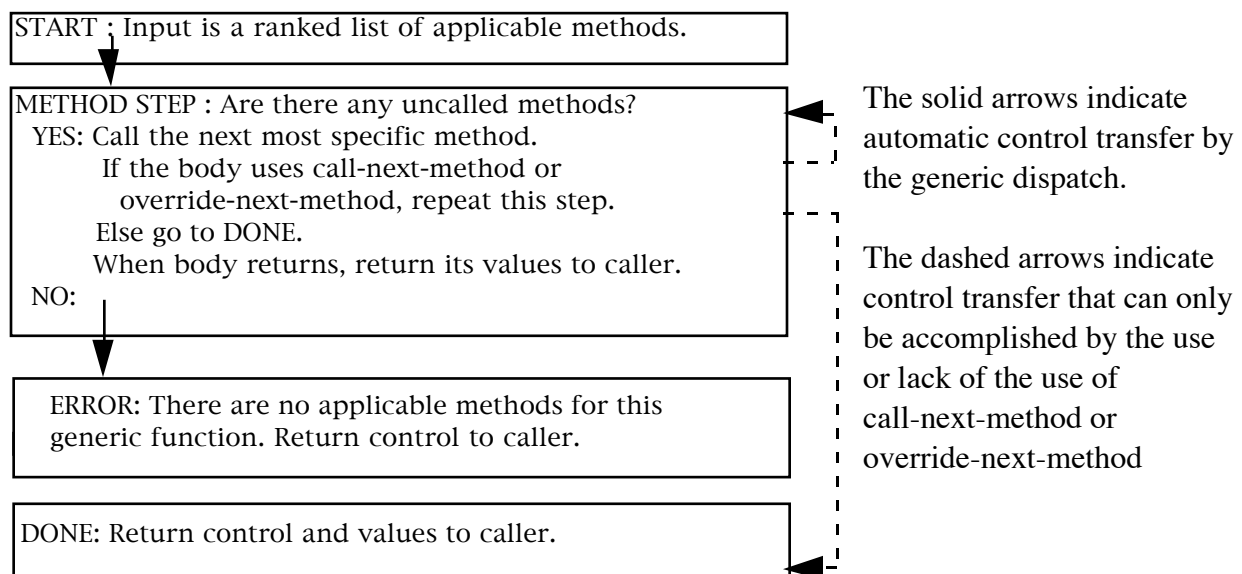 START : Input is a ranked list of applicable methods.
METHOD STEP : Are there any uncalled methods?
YES: Call the next most specific method.
If the body uses call-next-method or
override-next-method, repeat this step.
Else go to DONE.
When body returns, return its values to caller.
NO:
ERROR: There are no applicable methods for this
generic function. Return control to caller.
DONE: Return control and values to caller.
The solid arrows indicate
automatic control transfer by
the generic dispatch.
The dashed arrows indicate
control transfer that can only
be accomplished by the use
or lack of the use of
call-next-method or
override-next-method